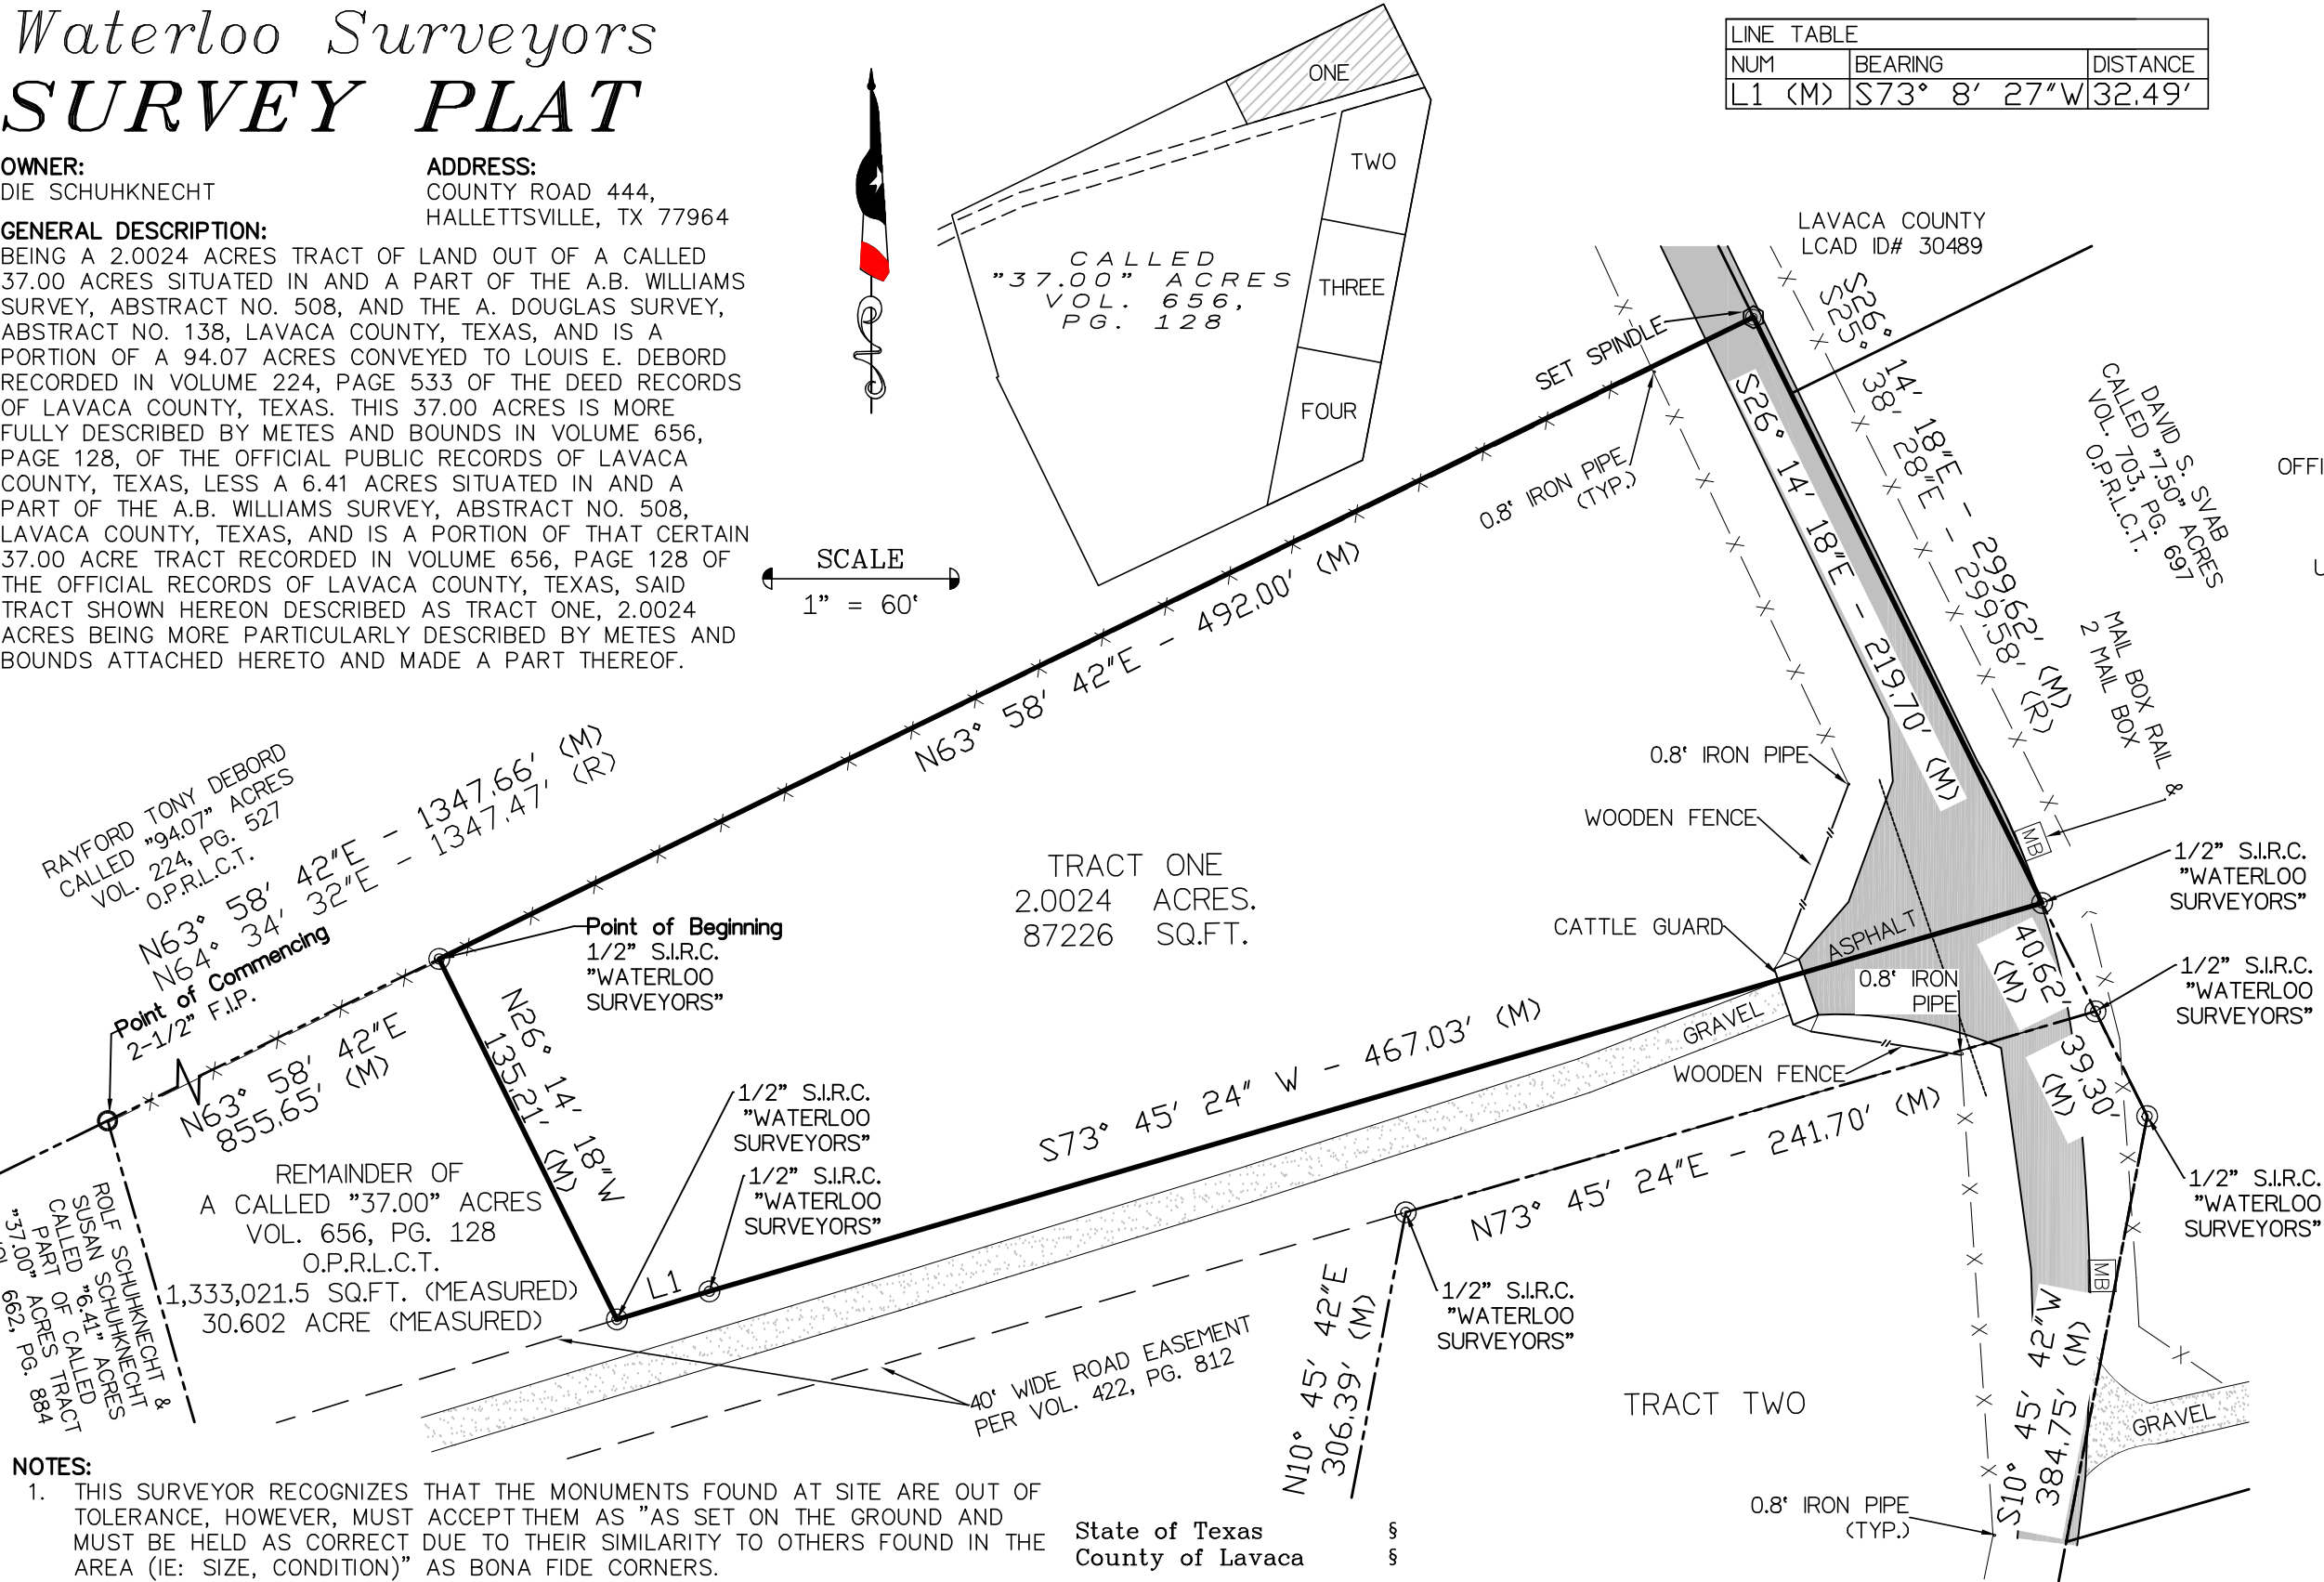 Waterloo Surveyors
SURVEY PLAT
OWNER:
DIE SCHUHKNECHT
ADDRESS:
COUNTY ROAD 444,
HALLETTSVILLE, TX 77964
GENERAL DESCRIPTION:
BEING A 2.0024 ACRES TRACT OF LAND OUT OF A CALLED
37.00 ACRES SITUATED IN AND A PART OF THE A.B. WILLIAMS
SURVEY, ABSTRACT NO. 508, AND THE A. DOUGLAS SURVEY,
ABSTRACT NO. 138, LAVACA COUNTY, TEXAS, AND IS A
PORTION OF A 94.07 ACRES CONVEYED TO LOUIS E. DEBORD
RECORDED IN VOLUME 224, PAGE 533 OF THE DEED RECORDS
OF LAVACA COUNTY, TEXAS. THIS 37.00 ACRES IS MORE
FULLY DESCRIBED BY METES AND BOUNDS IN VOLUME 656,
PAGE 128, OF THE OFFICIAL PUBLIC RECORDS OF LAVACA
COUNTY, TEXAS, LESS A 6.41 ACRES SITUATED IN AND A
PART OF THE A.B. WILLIAMS SURVEY, ABSTRACT NO. 508,
LAVACA COUNTY, TEXAS, AND IS A PORTION OF THAT CERTAIN
37.00 ACRE TRACT RECORDED IN VOLUME 656, PAGE 128 OF
THE OFFICIAL RECORDS OF LAVACA COUNTY, TEXAS, SAID
TRACT SHOWN HEREON DESCRIBED AS TRACT ONE, 2.0024
ACRES BEING MORE PARTICULARLY DESCRIBED BY METES AND
BOUNDS ATTACHED HERETO AND MADE A PART THEREOF.
SCALE
1" = 60'
ONE
TWO
THREE
FOUR
CALLED
"37.00" ACRES
VOL. 656,
PG. 128
LINE TABLE
NUM BEARING DISTANCE
L1 (M) S73° 8' 27"W 32.49'
LAVACA COUNTY
LCAD ID# 30489
S26° 14' 18"E - 299.62' (M)
S25° 38' 28"E - 299.58' (R)
DAVID S. SVAB
CALLED "7.50" ACRES
VOL. 703, PG. 697
O.P.R.L.C.T.
OFFI
U
SET SPINDLE
0.8' IRON PIPE
(TYP.)
S26° 14' 18"E - 219.70' (M)
MAIL BOX RAIL &
2 MAIL BOX
MB
N63° 58' 42"E - 492.00' (M)
0.8' IRON PIPE
WOODEN FENCE
CATTLE GUARD
ASPHALT
1/2" S.I.R.C.
"WATERLOO
SURVEYORS"
40.62'
(M)
0.8' IRON
PIPE
1/2" S.I.R.C.
"WATERLOO
SURVEYORS"
39.30'
(M)
1/2" S.I.R.C.
"WATERLOO
SURVEYORS"
RAYFORD TONY DEBORD
CALLED "94.07" ACRES
VOL. 224, PG. 527
O.P.R.L.C.T.
N63° 58' 42"E - 1347.66' (M)
N64° 34' 32"E - 1347.47' (R)
Point of Commencing
2-1/2" F.I.P.
N63° 58' 42"E
855.65' (M)
Point of Beginning
1/2" S.I.R.C.
"WATERLOO
SURVEYORS"
TRACT ONE
2.0024 ACRES.
87226 SQ.FT.
N26° 14' 18"W
135.21' (M)
1/2" S.I.R.C.
"WATERLOO
SURVEYORS"
1/2" S.I.R.C.
"WATERLOO
SURVEYORS"
L1
S73° 45' 24" W - 467.03' (M)
GRAVEL
WOODEN FENCE
N73° 45' 24"E - 241.70' (M)
REMAINDER OF
A CALLED "37.00" ACRES
VOL. 656, PG. 128
O.P.R.L.C.T.
1,333,021.5 SQ.FT. (MEASURED)
30.602 ACRE (MEASURED)
ROLF SCHUHKNECHT &
SUSAN SCHUHKNECHT
CALLED "6.41" ACRES
PART OF CALLED
"37.00" ACRES TRACT
662, PG. 884
40' WIDE ROAD EASEMENT
PER VOL. 422, PG. 812
N10° 45' 42"E
306.39' (M)
1/2" S.I.R.C.
"WATERLOO
SURVEYORS"
TRACT TWO
MB
S10° 45' 42"W
384.75' (M)
GRAVEL
0.8' IRON PIPE
(TYP.)
NOTES:
1. THIS SURVEYOR RECOGNIZES THAT THE MONUMENTS FOUND AT SITE ARE OUT OF
TOLERANCE, HOWEVER, MUST ACCEPT THEM AS "AS SET ON THE GROUND AND
MUST BE HELD AS CORRECT DUE TO THEIR SIMILARITY TO OTHERS FOUND IN THE
AREA (IE: SIZE, CONDITION)" AS BONA FIDE CORNERS.
State of Texas §
County of Lavaca §